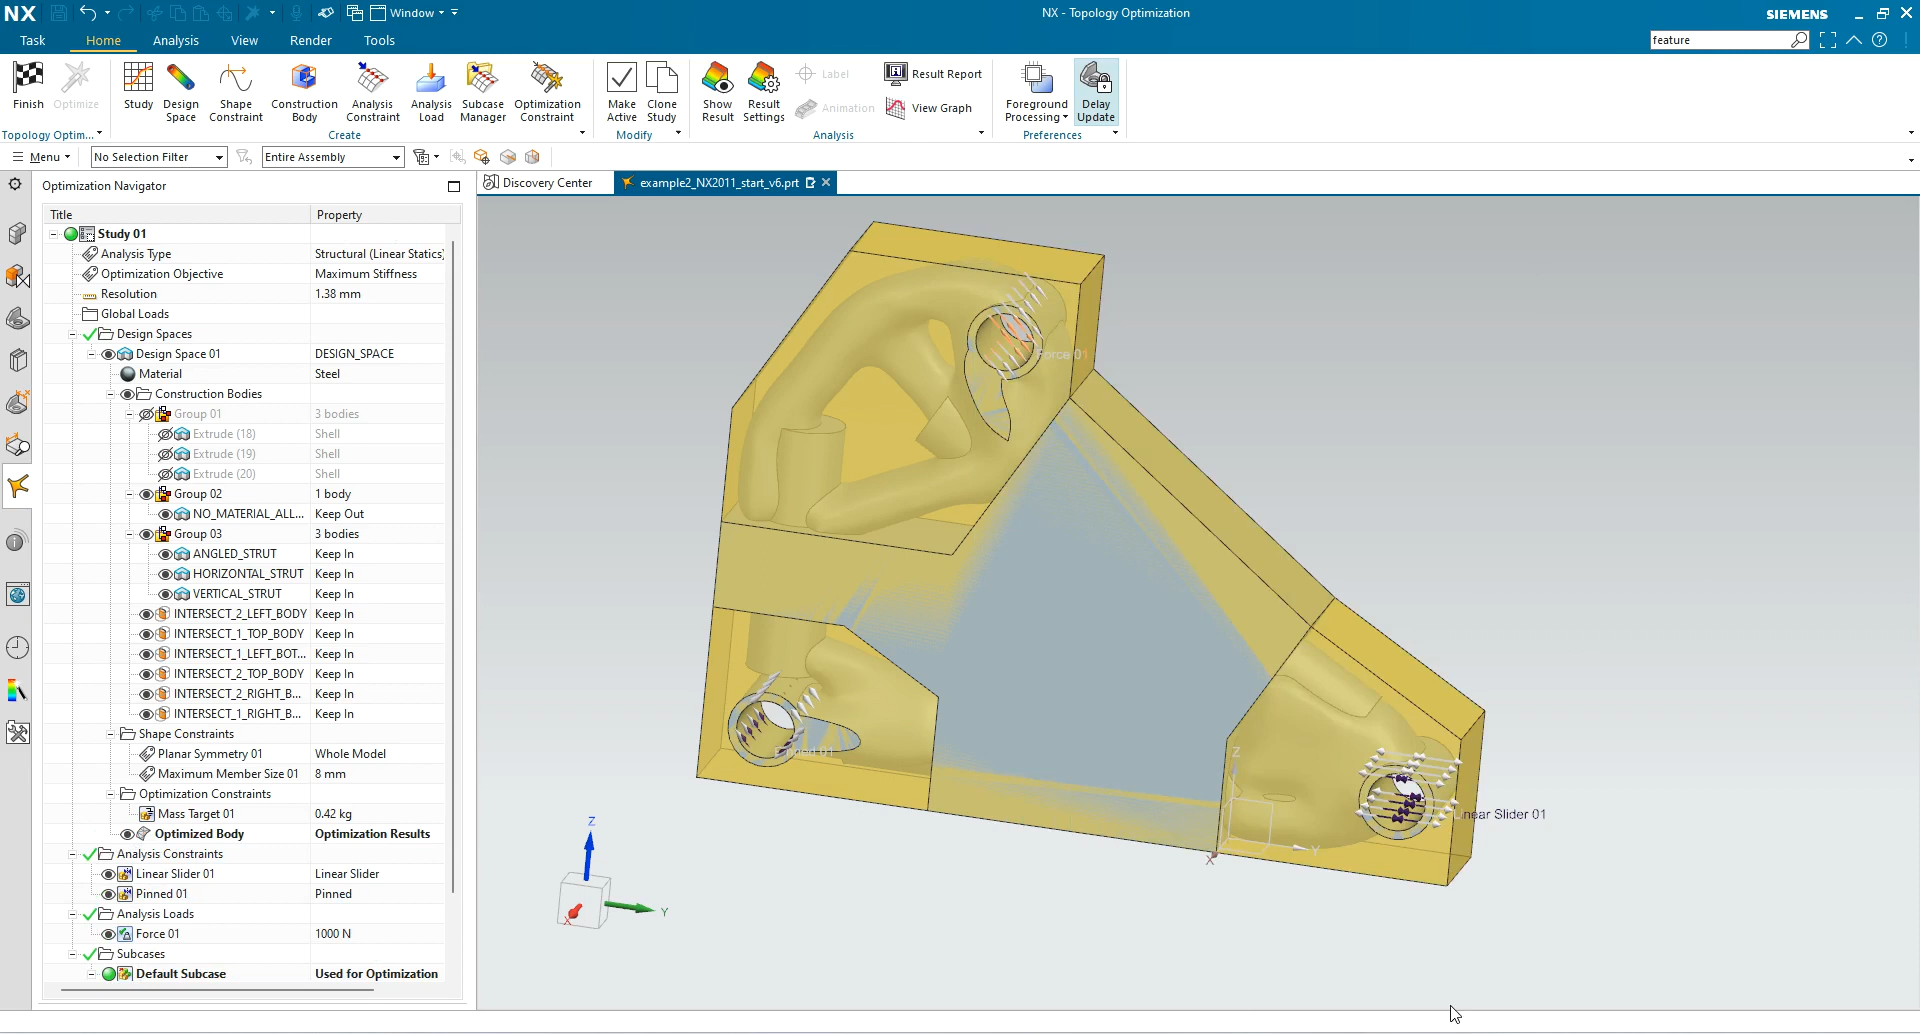 NX
Window
NX - Topology Optimization
SIEMENS
Task
Home
Analysis
View
Render
Tools
feature
Finish
Optimize
Topology Optim...
Study
Design Space
Shape Constraint
Construction Body
Analysis Constraint
Analysis Load
Subcase Manager
Optimization Constraint
Create
Make Active
Clone Study
Modify
Show Result
Result Settings
Label
Animation
Result Report
View Graph
Analysis
Foreground Processing
Delay Update
Preferences
Menu
No Selection Filter
Entire Assembly
Optimization Navigator
Discovery Center
example2_NX2011_start_v6.prt
Title Property
Study 01
Analysis Type Structural (Linear Statics)
Optimization Objective Maximum Stiffness
Resolution 1.38 mm
Global Loads
Design Spaces
Design Space 01 DESIGN_SPACE
Material Steel
Construction Bodies
Group 01 3 bodies
Extrude (18) Shell
Extrude (19) Shell
Extrude (20) Shell
Group 02 1 body
NO_MATERIAL_ALL... Keep Out
Group 03 3 bodies
ANGLED_STRUT Keep In
HORIZONTAL_STRUT Keep In
VERTICAL_STRUT Keep In
INTERSECT_2_LEFT_BODY Keep In
INTERSECT_1_TOP_BODY Keep In
INTERSECT_1_LEFT_BOT... Keep In
INTERSECT_2_TOP_BODY Keep In
INTERSECT_2_RIGHT_B... Keep In
INTERSECT_1_RIGHT_B... Keep In
Shape Constraints
Planar Symmetry 01 Whole Model
Maximum Member Size 01 8 mm
Optimization Constraints
Mass Target 01 0.42 kg
Optimized Body Optimization Results
Analysis Constraints
Linear Slider 01 Linear Slider
Pinned 01 Pinned
Analysis Loads
Force 01 1000 N
Subcases
Default Subcase Used for Optimization
Force 01
Pinned 01
Linear Slider 01
Z
Y
X
Z
Y
X